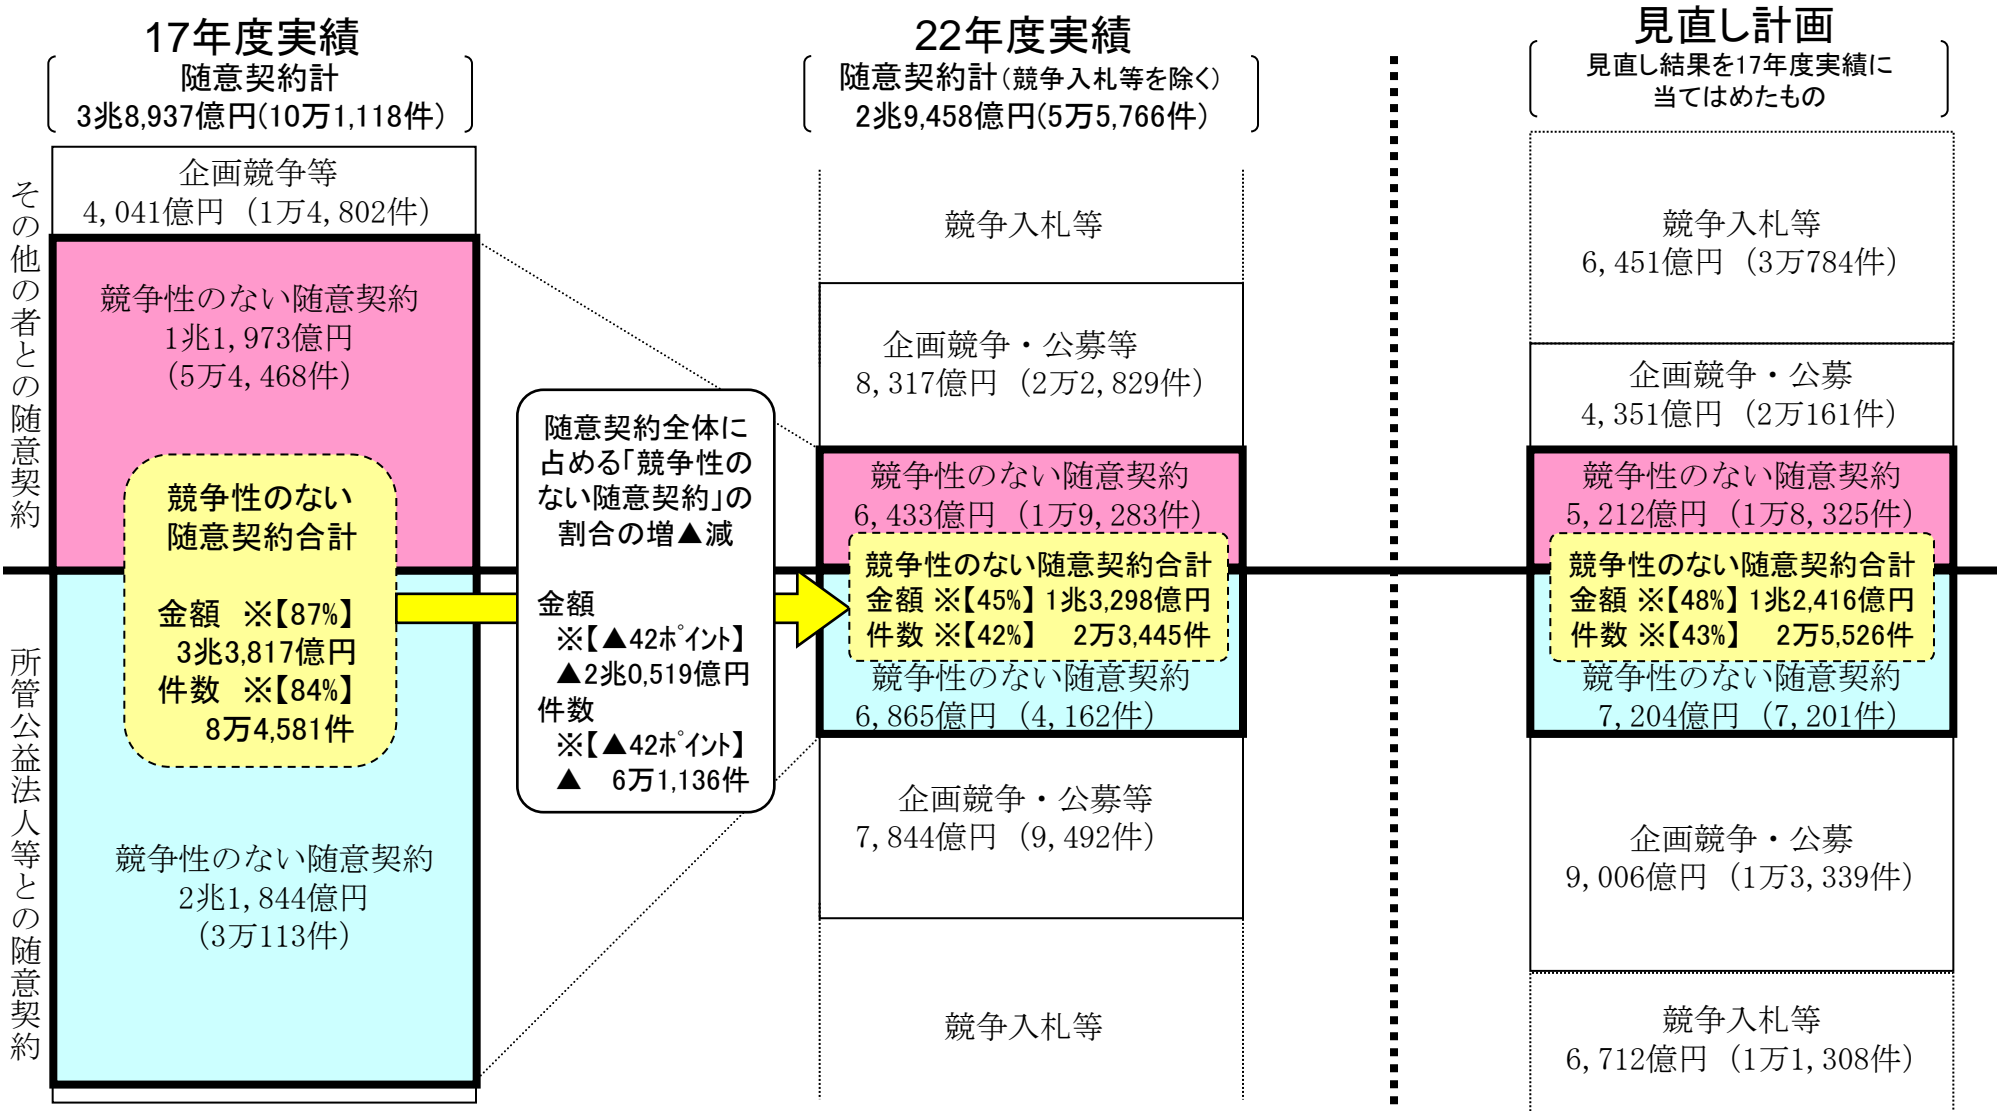 17年度実績
随意契約計
3兆8,937億円(10万1,118件)
22年度実績
随意契約計(競争入札等を除く)
2兆9,458億円(5万5,766件)
見直し計画
見直し結果を17年度実績に
当てはめたもの
その他の者との随意契約
所管公益法人等との随意契約
企画競争等
4,041億円(1万4,802件)
競争性のない随意契約
1兆1,973億円
(5万4,468件)
競争性のない
随意契約合計
金額 ※【87%】
3兆3,817億円
件数 ※【84%】
8万4,581件
競争性のない随意契約
2兆1,844億円
(3万113件)
随意契約全体に
占める「競争性の
ない随意契約」の
割合の増▲減
金額
※【▲42ポイント】
▲2兆0,519億円
件数
※【▲42ポイント】
▲ 6万1,136件
競争入札等
企画競争・公募等
8,317億円(2万2,829件)
競争性のない随意契約
6,433億円(1万9,283件)
競争性のない随意契約合計
金額 ※【45%】 1兆3,298億円
件数 ※【42%】 2万3,445件
競争性のない随意契約
6,865億円(4,162件)
企画競争・公募等
7,844億円(9,492件)
競争入札等
競争入札等
6,451億円(3万784件)
企画競争・公募
4,351億円(2万161件)
競争性のない随意契約
5,212億円(1万8,325件)
競争性のない随意契約合計
金額 ※【48%】 1兆2,416億円
件数 ※【43%】 2万5,526件
競争性のない随意契約
7,204億円(7,201件)
企画競争・公募
9,006億円(1万3,339件)
競争入札等
6,712億円(1万1,308件)